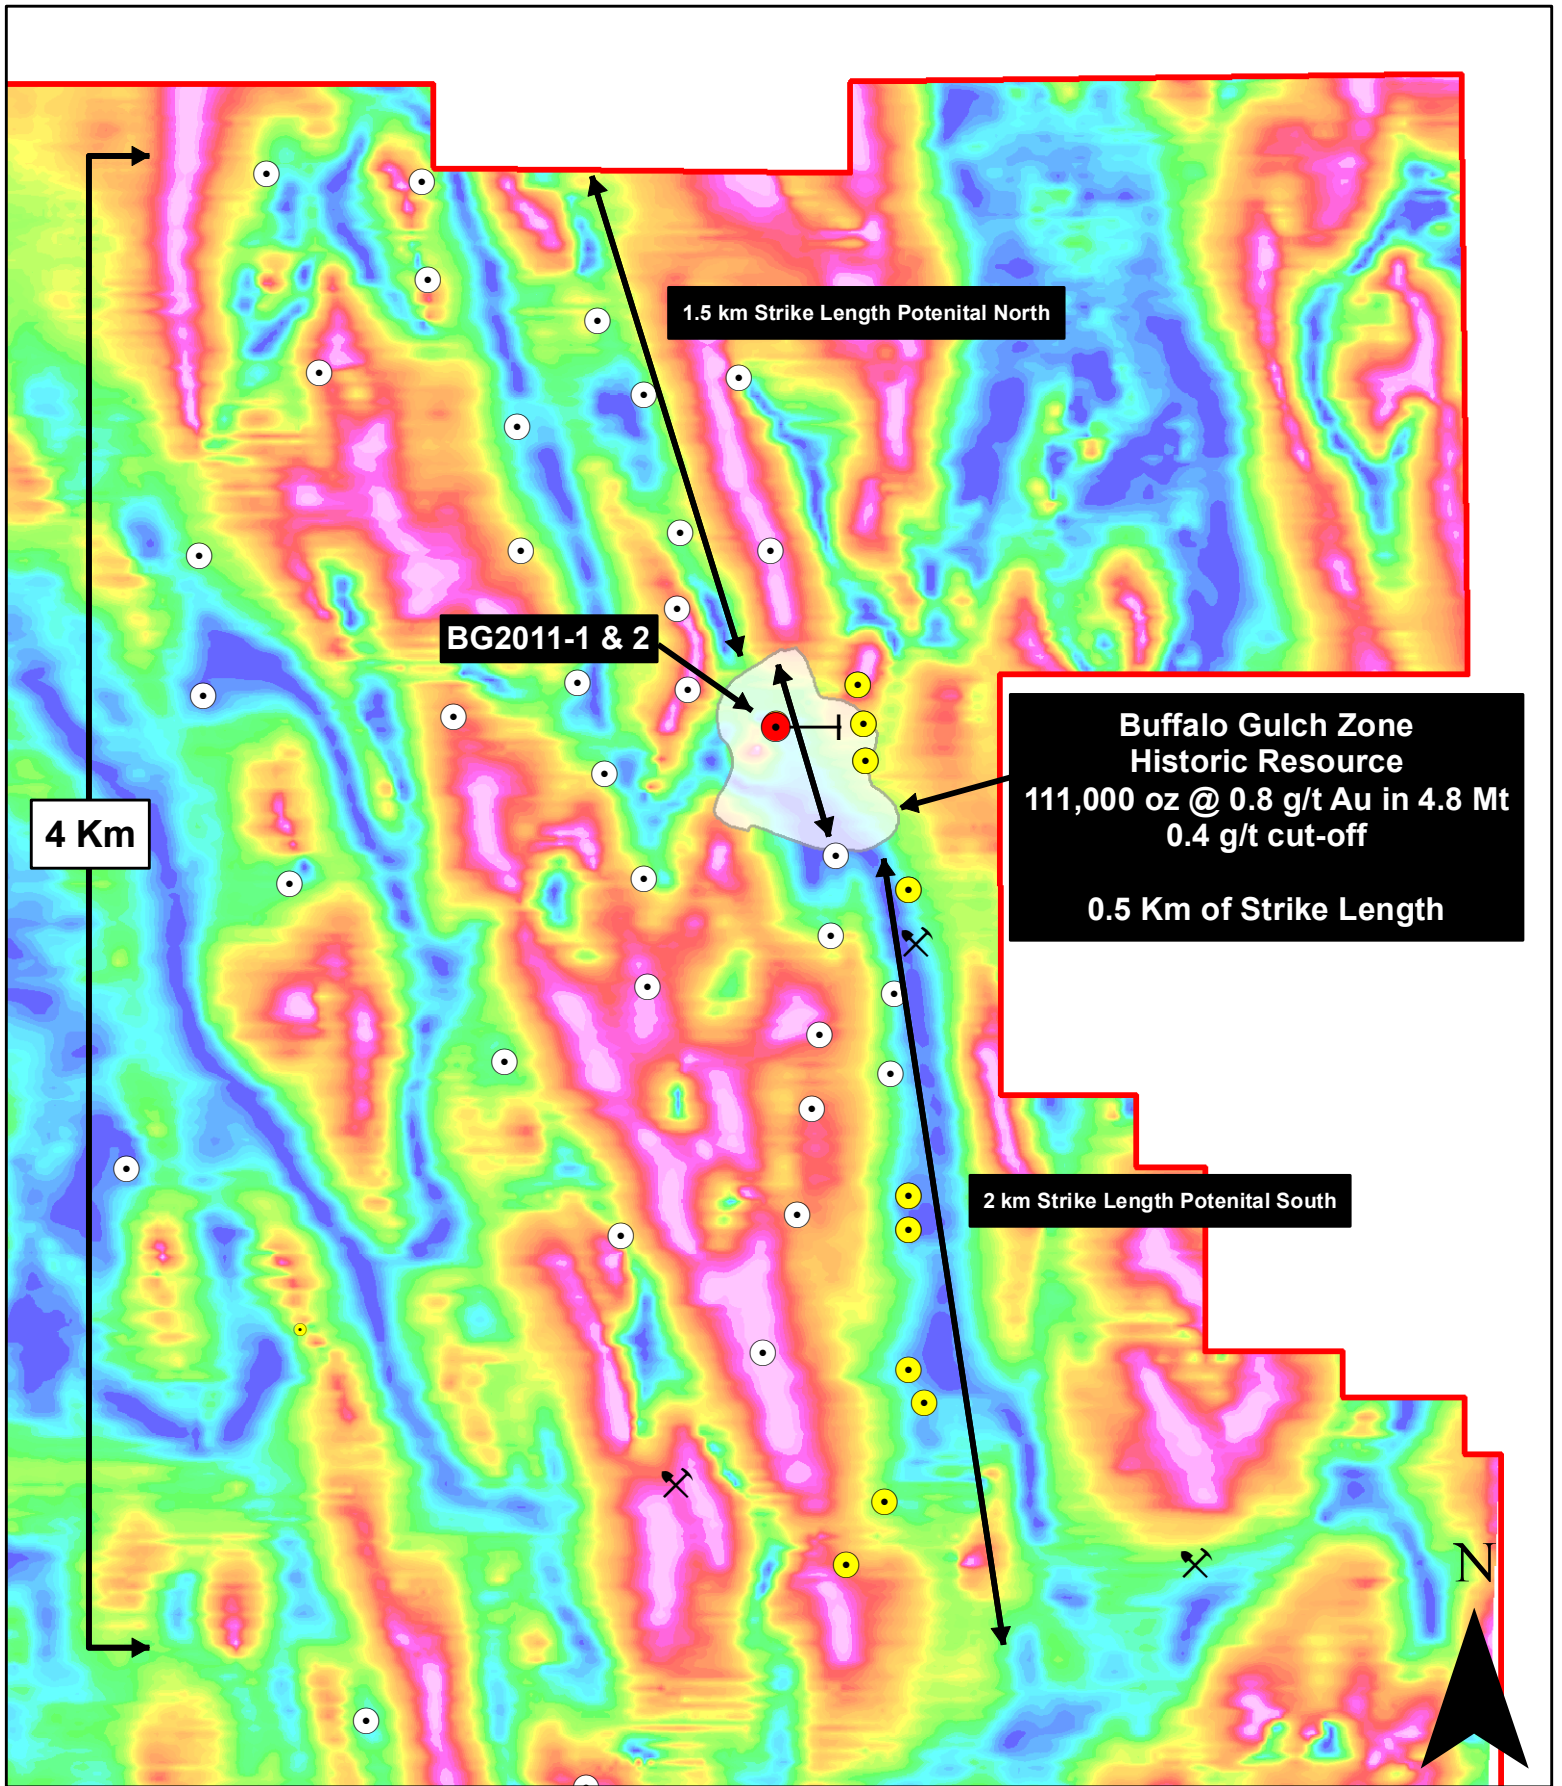 1.5 km Strike Length Potenital North
BG2011-1 & 2
Buffalo Gulch Zone
Historic Resource
111,000 oz @ 0.8 g/t Au in 4.8 Mt
0.4 g/t cut-off
0.5 Km of Strike Length
4 Km
2 km Strike Length Potenital South
N